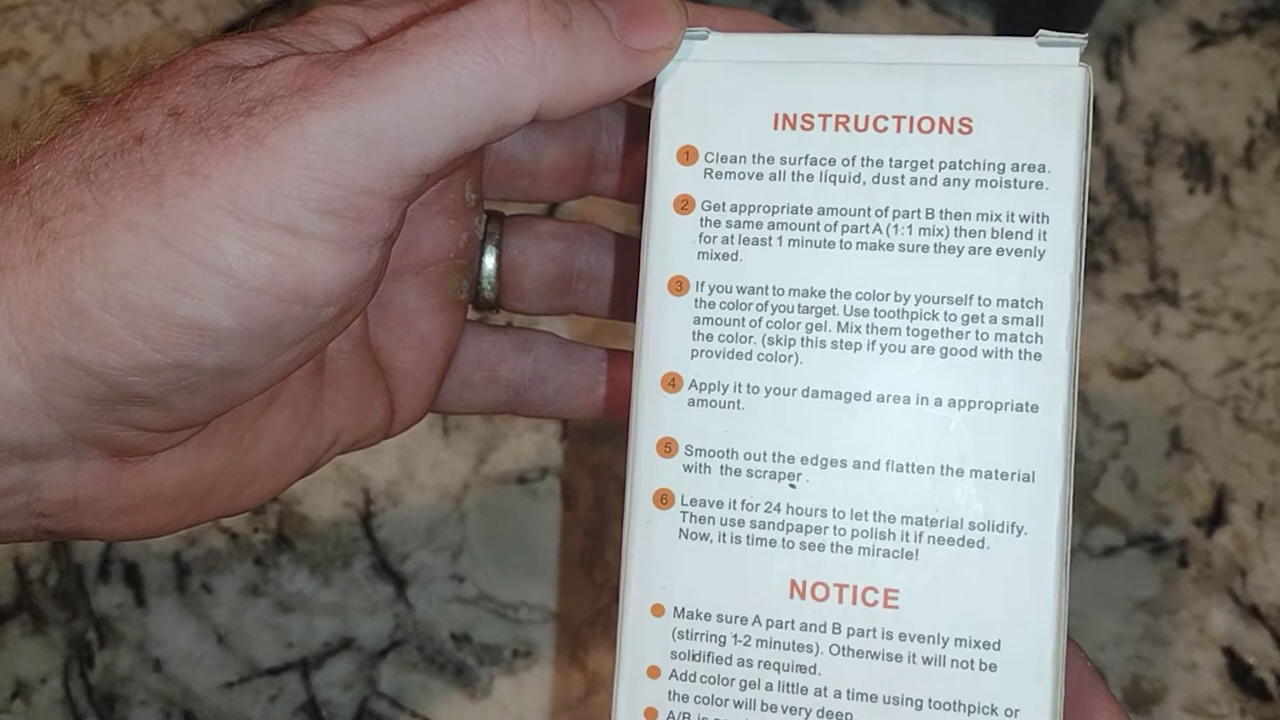 INSTRUCTIONS
1 Clean the surface of the target patching area.
Remove all the liquid, dust and any moisture.
2 Get appropriate amount of part B then mix it with
the same amount of part A (1:1 mix) then blend it
for at least 1 minute to make sure they are evenly
mixed.
3 If you want to make the color by yourself to match
the color of you target. Use toothpick to get a small
amount of color gel. Mix them together to match
the color. (skip this step if you are good with the
provided color).
4 Apply it to your damaged area in a appropriate
amount.
5 Smooth out the edges and flatten the material
with the scraper.
6 Leave it for 24 hours to let the material solidify.
Then use sandpaper to polish it if needed.
Now, it is time to see the miracle!
NOTICE
Make sure A part and B part is evenly mixed
(stirring 1-2 minutes). Otherwise it will not be
solidified as required.
Add color gel a little at a time using toothpick or
the color will be very deep
A/B is